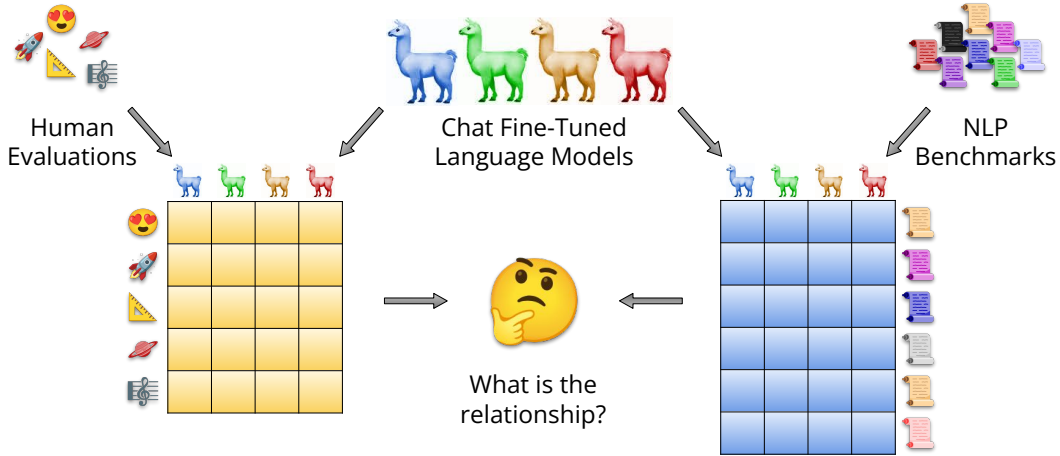 Human
Evaluations
Chat Fine-Tuned
Language Models
NLP
Benchmarks
What is the
relationship?